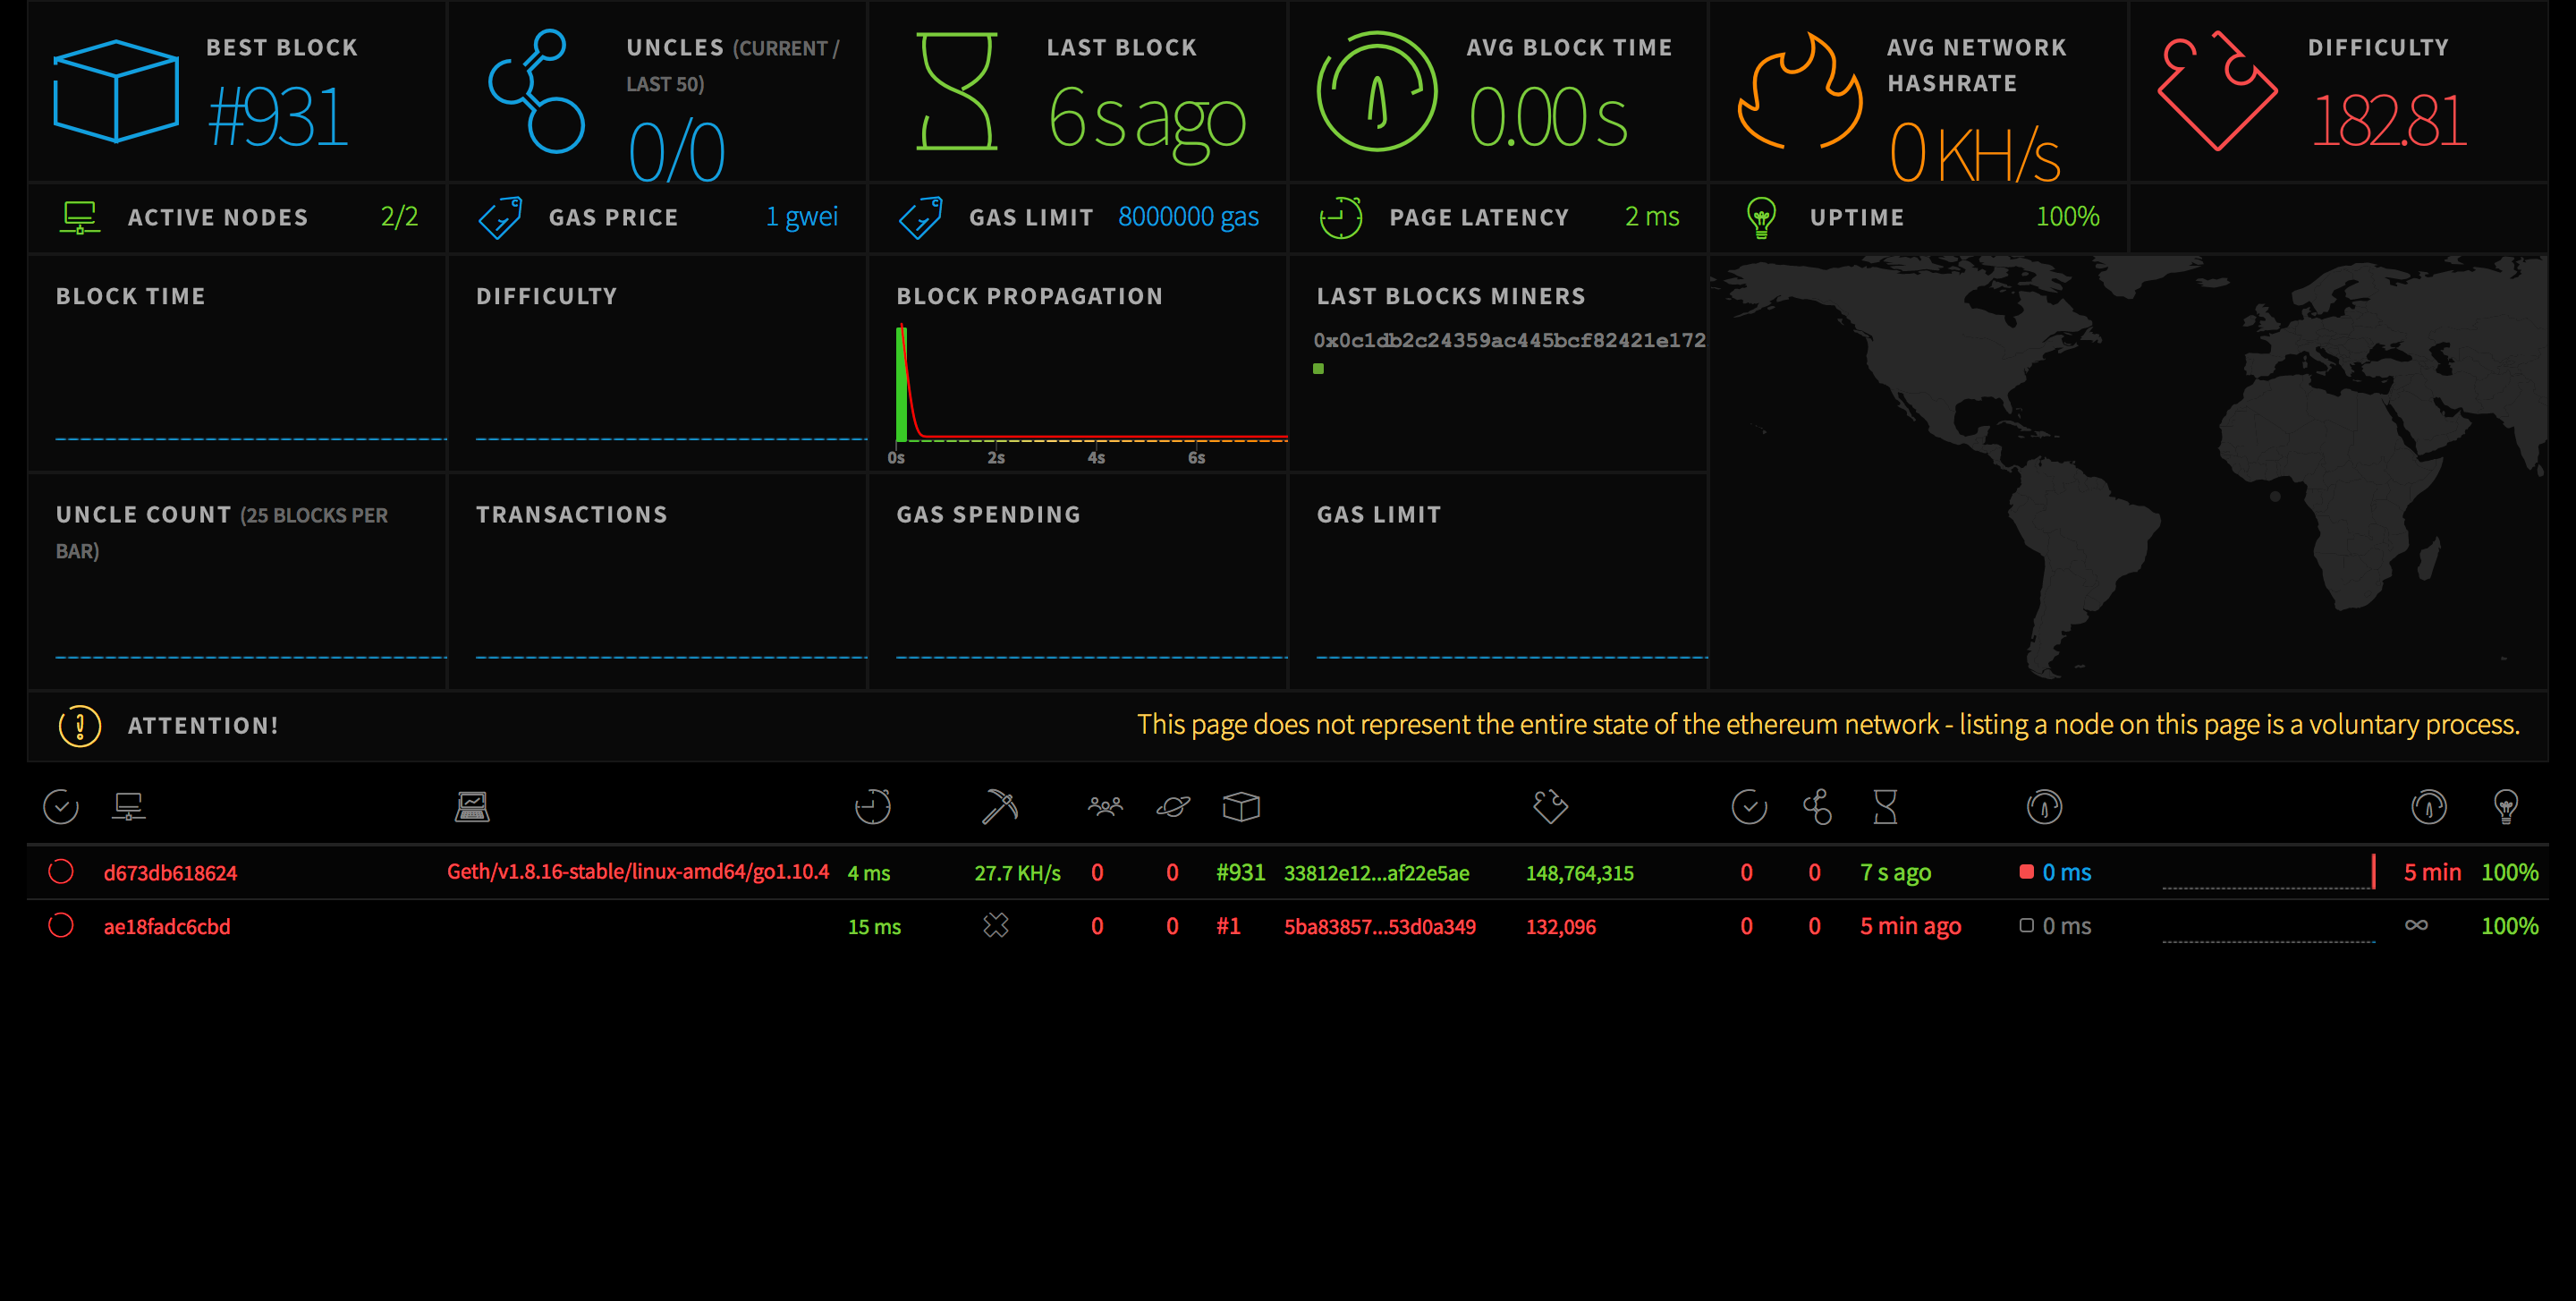 BEST BLOCK
#931
UNCLES (CURRENT /
LAST 50)
0/0
LAST BLOCK
6 s ago
AVG BLOCK TIME
0.00 s
AVG NETWORK
HASHRATE
0 KH/s
DIFFICULTY
182.81
ACTIVE NODES 2/2
GAS PRICE 1 gwei
GAS LIMIT 8000000 gas
PAGE LATENCY 2 ms
UPTIME 100%
BLOCK TIME
DIFFICULTY
BLOCK PROPAGATION
0s 2s 4s 6s
LAST BLOCKS MINERS
0x0c1db2c24359ac445bcf82421e172
UNCLE COUNT (25 BLOCKS PER
BAR)
TRANSACTIONS
GAS SPENDING
GAS LIMIT
ATTENTION! This page does not represent the entire state of the ethereum network - listing a node on this page is a voluntary process.
d673db618624 Geth/v1.8.16-stable/linux-amd64/go1.10.4 4 ms 27.7 KH/s 0 0 #931 33812e12...af22e5ae 148,764,315 0 0 7 s ago 0 ms 5 min 100%
ae18fadc6cbd 15 ms 0 0 #1 5ba83857...53d0a349 132,096 0 0 5 min ago 0 ms ∞ 100%